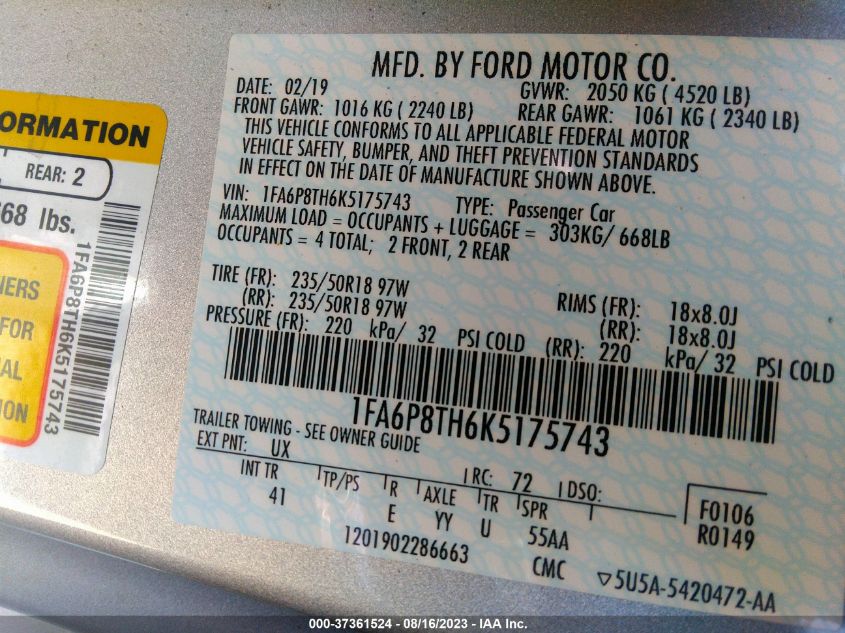 ORMATION
REAR: 2
668 lbs.
1FA6P8TH6K5175743
NERS
FOR
AL
ION
MFD. BY FORD MOTOR CO.
DATE: 02/19 GVWR: 2050 KG ( 4520 LB)
FRONT GAWR: 1016 KG ( 2240 LB) REAR GAWR: 1061 KG ( 2340 LB)
THIS VEHICLE CONFORMS TO ALL APPLICABLE FEDERAL MOTOR
VEHICLE SAFETY, BUMPER, AND THEFT PREVENTION STANDARDS
IN EFFECT ON THE DATE OF MANUFACTURE SHOWN ABOVE.
VIN: 1FA6P8TH6K5175743 TYPE: Passenger Car
MAXIMUM LOAD = OCCUPANTS + LUGGAGE = 303KG/ 668LB
OCCUPANTS = 4 TOTAL; 2 FRONT, 2 REAR
TIRE (FR): 235/50R18 97W RIMS (FR): 18x8.0J
(RR): 235/50R18 97W (RR): 18x8.0J
PRESSURE (FR): 220 kPa/ 32 PSI COLD (RR): 220 kPa/ 32 PSI COLD
1FA6P8TH6K5175743
TRAILER TOWING - SEE OWNER GUIDE
EXT PNT: UX RC: 72 DSO:
INT TR TP/PS R AXLE TR SPR F0106
41 E YY U 55AA R0149
1201902286663 CMC ▽5U5A-5420472-AA
000-37361524 - 08/16/2023 - IAA Inc.